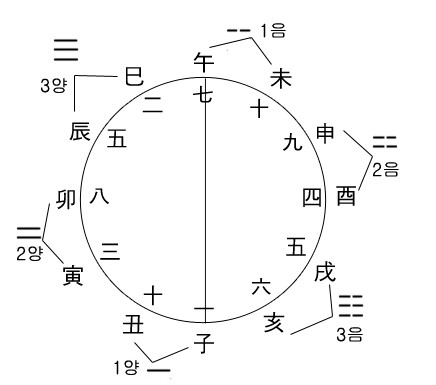 1음
午
未
巳
3양
七
二
十
辰
五
九
申
2음
卯
八
四
酉
2양
三
五
寅
戌
十
六
丑
一
亥
3음
子
1양